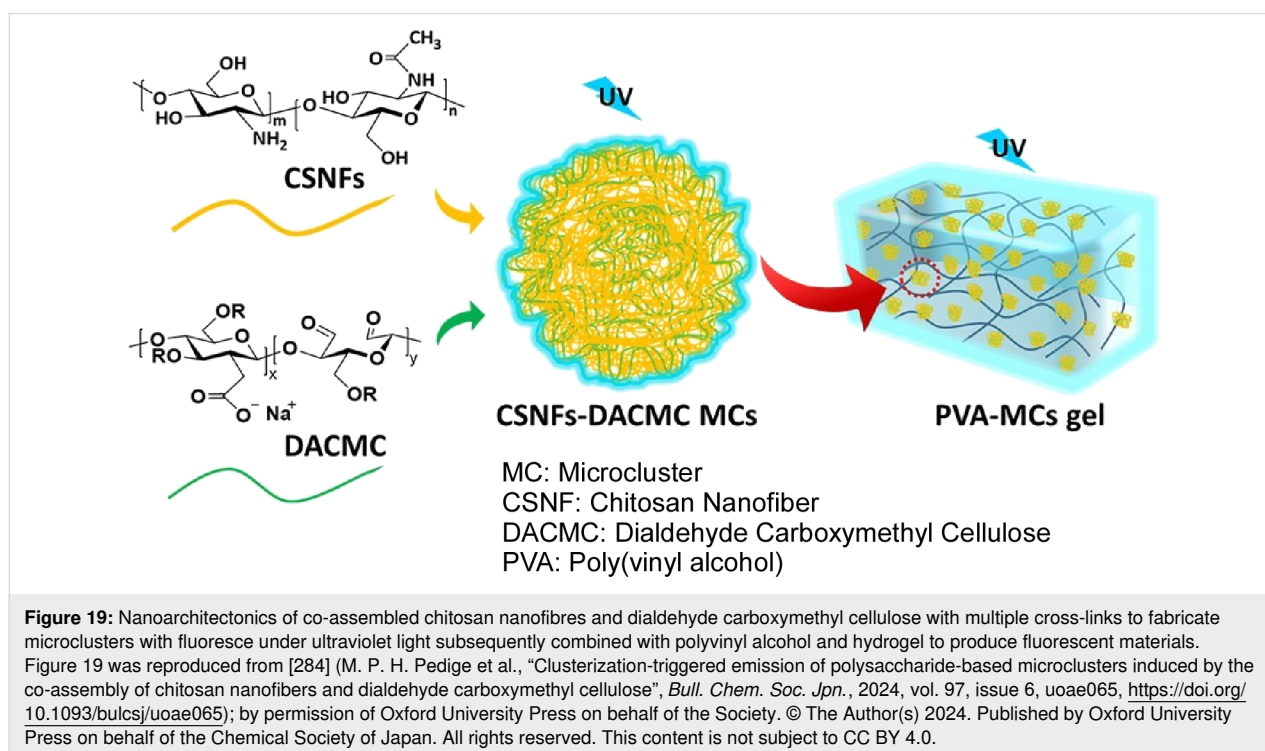 OH
O
HO
O
NH₂
m
O
HO
CH₃
O
NH
O
OH
n
CSNFs
UV
UV
OR
O
RO
O
x
O
O⁻ Na⁺
O
O
O
O
OR
y
DACMC
CSNFs-DACMC MCs
PVA-MCs gel
MC: Microcluster
CSNF: Chitosan Nanofiber
DACMC: Dialdehyde Carboxymethyl Cellulose
PVA: Poly(vinyl alcohol)
Figure 19: Nanoarchitectonics of co-assembled chitosan nanofibres and dialdehyde carboxymethyl cellulose with multiple cross-links to fabricate
microclusters with fluoresce under ultraviolet light subsequently combined with polyvinyl alcohol and hydrogel to produce fluorescent materials.
Figure 19 was reproduced from [284] (M. P. H. Pedige et al., “Clusterization-triggered emission of polysaccharide-based microclusters induced by the
co-assembly of chitosan nanofibers and dialdehyde carboxymethyl cellulose”, Bull. Chem. Soc. Jpn., 2024, vol. 97, issue 6, uoae065, https://doi.org/
10.1093/bulcsj/uoae065); by permission of Oxford University Press on behalf of the Society. © The Author(s) 2024. Published by Oxford University
Press on behalf of the Chemical Society of Japan. All rights reserved. This content is not subject to CC BY 4.0.